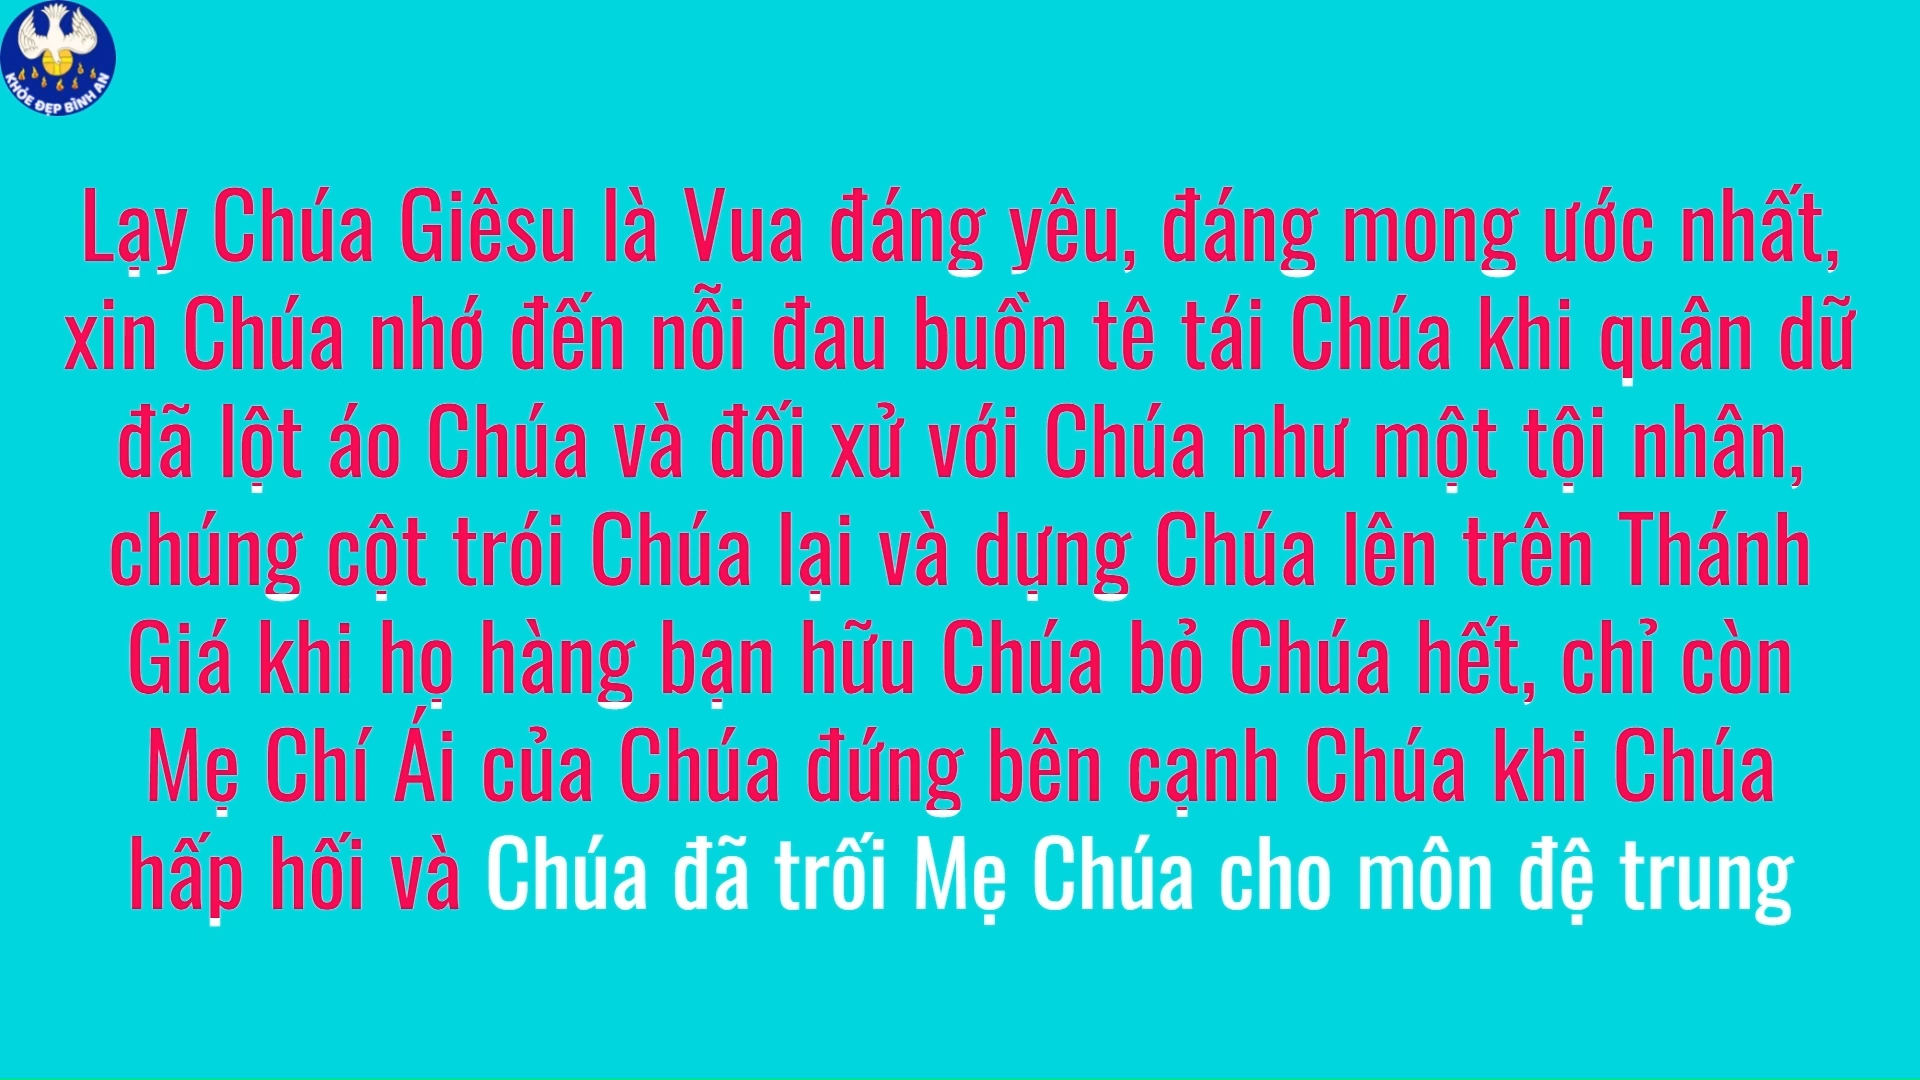 KHỎE ĐẸP BÌNH AN
Lạy Chúa Giêsu là Vua đáng yêu, đáng mong ước nhất,
xin Chúa nhớ đến nỗi đau buồn tê tái Chúa khi quân dữ
đã lột áo Chúa và đối xử với Chúa như một tội nhân,
chúng cột trói Chúa lại và dựng Chúa lên trên Thánh
Giá khi họ hàng bạn hữu Chúa bỏ Chúa hết, chỉ còn
Mẹ Chí Ái của Chúa đứng bên cạnh Chúa khi Chúa
hấp hối và Chúa đã trối Mẹ Chúa cho môn đệ trung